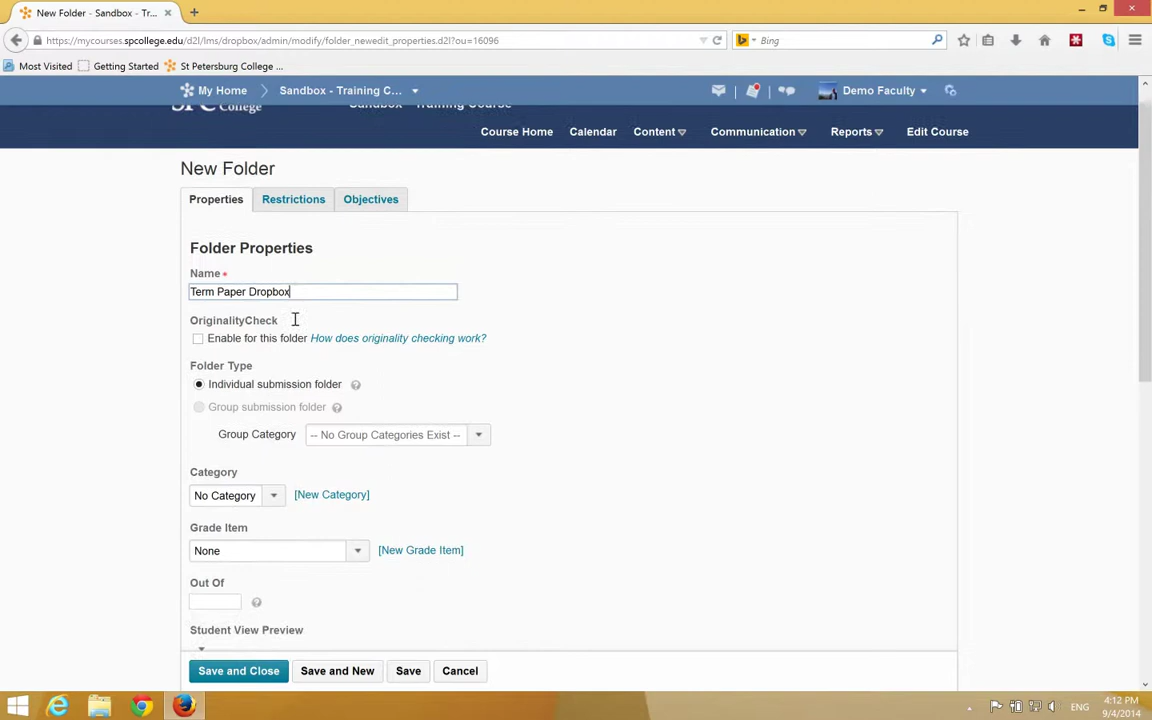 New Folder - Sandbox - Tr...
https://mycourses.spcollege.edu/d2l/lms/dropbox/admin/modify/folder_newedit_properties.d2l?ou=16096
Bing
Most Visited Getting Started St Petersburg College ...
My Home Sandbox - Training C... Demo Faculty
SPC College Sandbox - Training Course
Course Home Calendar Content Communication Reports Edit Course
New Folder
Properties Restrictions Objectives
Folder Properties
Name *
Term Paper Dropbox
OriginalityCheck
Enable for this folder How does originality checking work?
Folder Type
Individual submission folder ?
Group submission folder ?
Group Category -- No Group Categories Exist --
Category
No Category [New Category]
Grade Item
None [New Grade Item]
Out Of
?
Student View Preview
Save and Close Save and New Save Cancel
ENG 4:12 PM
9/4/2014